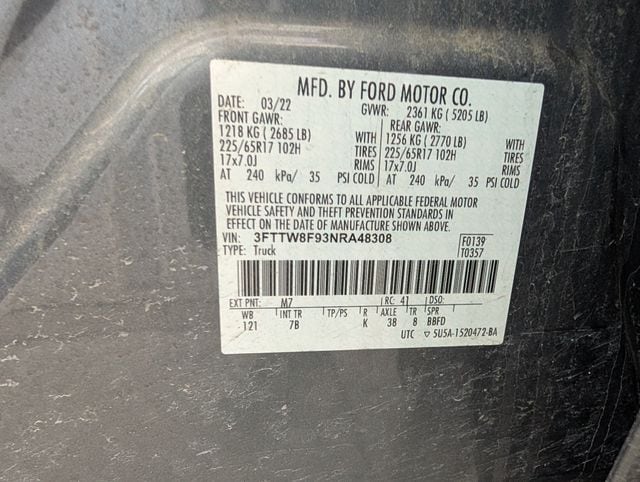 MFD. BY FORD MOTOR CO.
DATE: 03/22 GVWR: 2361 KG (5205 LB)
FRONT GAWR: REAR GAWR:
1218 KG (2685 LB) WITH 1256 KG (2770 LB) WITH
225/65R17 102H TIRES 225/65R17 102H TIRES
17x7.0J RIMS 17x7.0J RIMS
AT 240 kPa/ 35 PSI COLD AT 240 kPa/ 35 PSI COLD
THIS VEHICLE CONFORMS TO ALL APPLICABLE FEDERAL MOTOR
VEHICLE SAFETY AND THEFT PREVENTION STANDARDS IN
EFFECT ON THE DATE OF MANUFACTURE SHOWN ABOVE.
VIN: 3FTTW8F93NRA48308 F0139
TYPE: Truck T0357
EXT PNT: M7 RC: 41 DSO:
WB INT TR TP/PS R AXLE TR SPR
121 7B K 38 8 BBFD
UTC ▽ 5U5A-1520472-BA